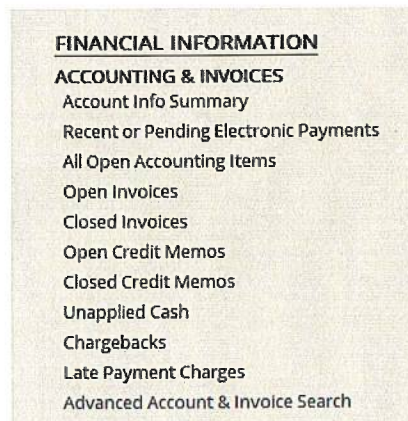 FINANCIAL INFORMATION
ACCOUNTING & INVOICES
Account Info Summary
Recent or Pending Electronic Payments
All Open Accounting Items
Open Invoices
Closed Invoices
Open Credit Memos
Closed Credit Memos
Unapplied Cash
Chargebacks
Late Payment Charges
Advanced Account & Invoice Search